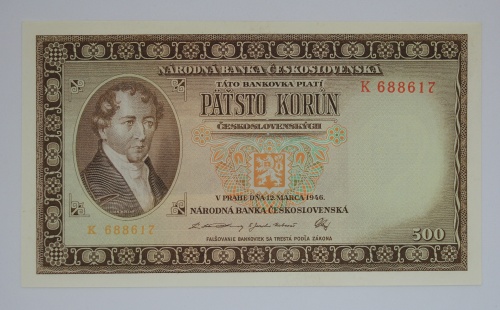 NÁRODNÁ BANKA ČESKOSLOVENSKÁ
TÁTO BANKOVKA PLATÍ
K 688617
PÄŤSTO KORÚN
ČESKOSLOVENSKÝCH
V PRAHE DŇA 12. MARCA 1946.
NÁRODNÁ BANKA ČESKOSLOVENSKÁ
K 688617
500
FALŠOVANIE BANKOVIEK SA TRESTÁ PODĽA ZÁKONA